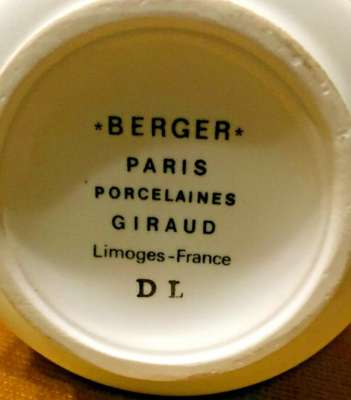 *BERGER*
PARIS
PORCELAINES
GIRAUD
Limoges-France
D L